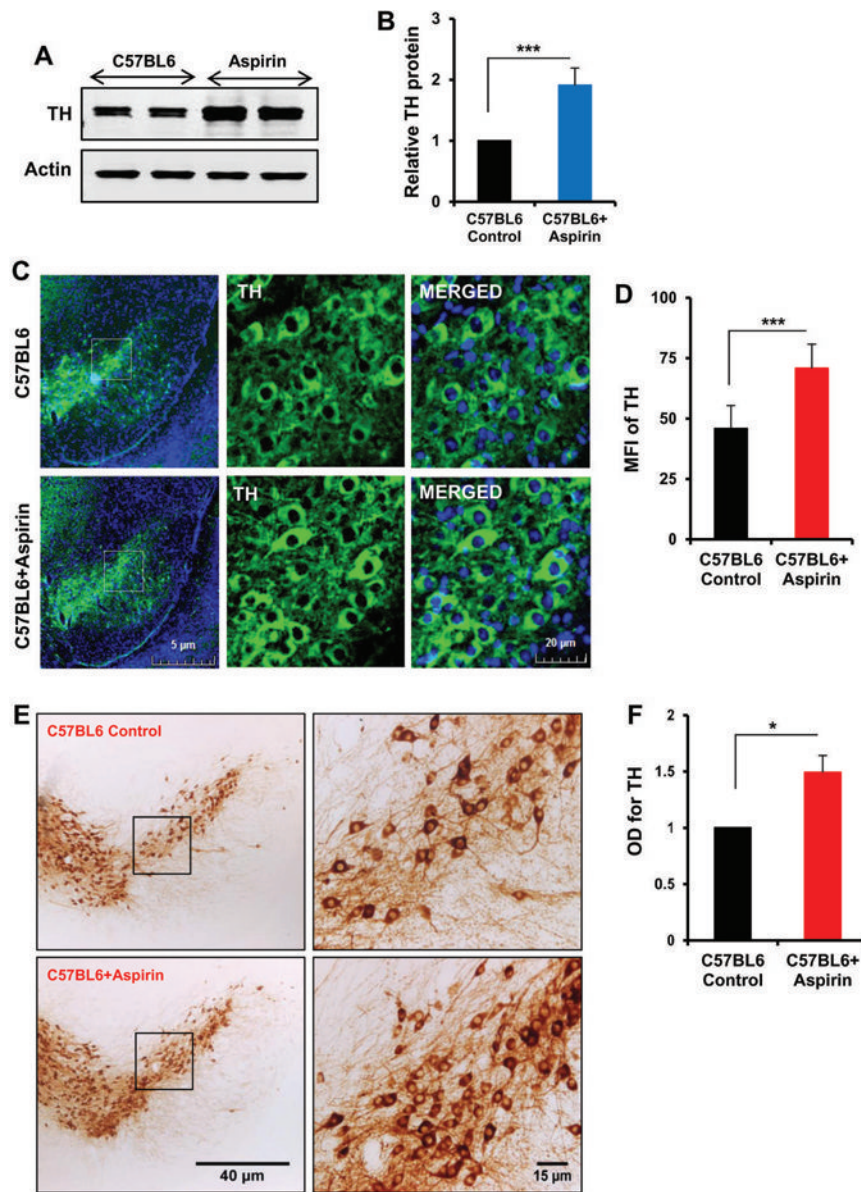 A
C57BL6 Aspirin
TH
Actin
B
Relative TH protein
3
2
1
0
***
C57BL6
Control
C57BL6+
Aspirin
C
C57BL6
TH
MERGED
C57BL6+Aspirin
TH
MERGED
5 µm
20 µm
D
MFI of TH
100
75
50
25
0
***
C57BL6
Control
C57BL6+
Aspirin
E
C57BL6 Control
C57BL6+Aspirin
40 µm
15 µm
F
OD for TH
2
1.5
1
0.5
0
*
C57BL6
Control
C57BL6+
Aspirin